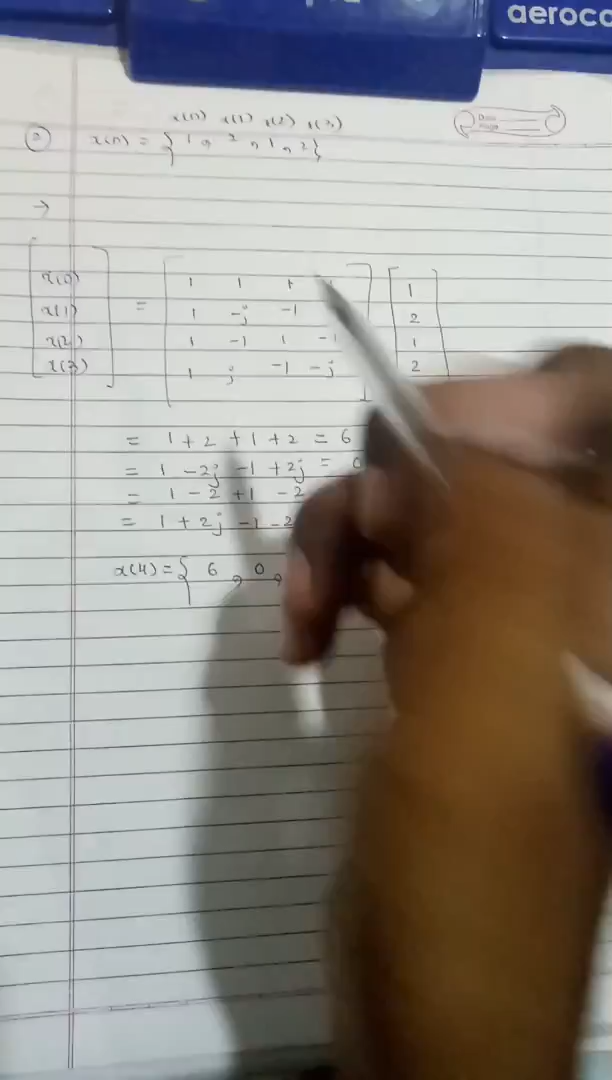 aeroco
x(0) x(1) x(2) x(3)
② x(n) = { 1, 2, 1, 2}
→
x(0) 1 1 1 1
x(1) = 1 -j -1 2
x(2) 1 -1 1 -1 1
x(3) 1 j -1 -j 2
= 1 + 2 + 1 + 2 = 6
= 1 - 2j - 1 + 2j = 0
= 1 - 2 + 1 - 2
= 1 + 2j - 1 - 2
x(4) = { 6, 0,